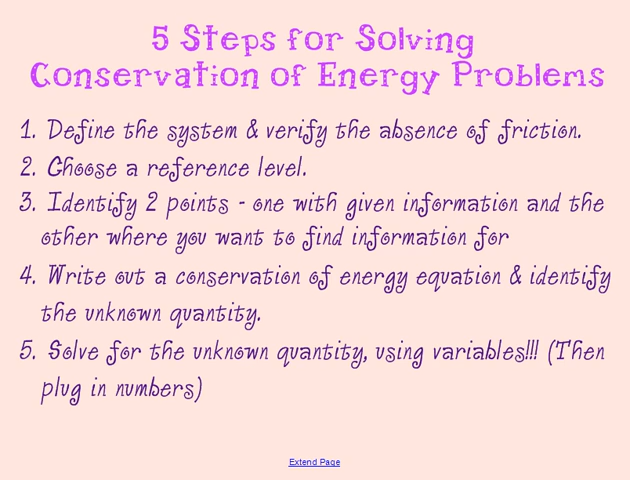 5 Steps for Solving
Conservation of Energy Problems
1. Define the system & verify the absence of friction.
2. Choose a reference level.
3. Identify 2 points - one with given information and the
other where you want to find information for
4. Write out a conservation of energy equation & identify
the unknown quantity.
5. Solve for the unknown quantity, using variables!!! (Then
plug in numbers)
Extend Page